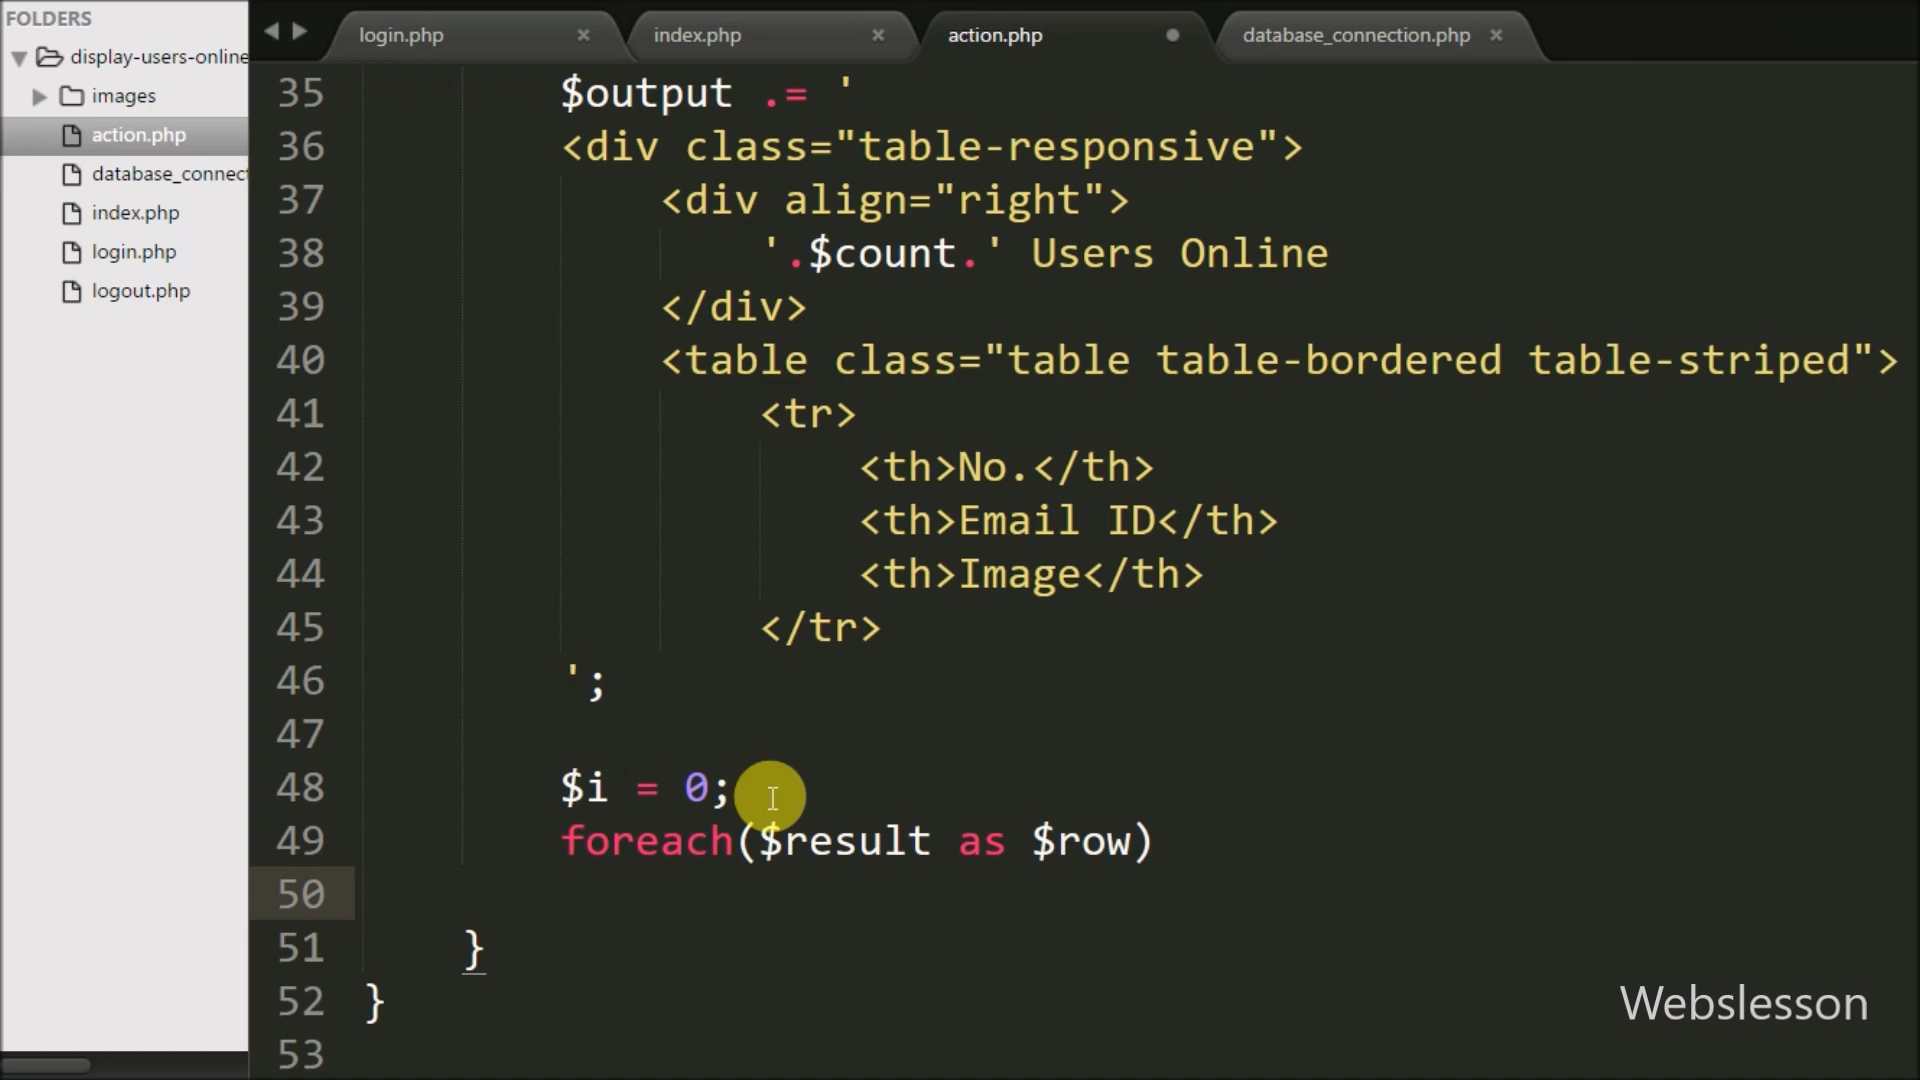 FOLDERS
display-users-online
images
action.php
database_connect
index.php
login.php
logout.php
login.php
index.php
action.php
database_connection.php
35 $output .= '
36 <div class="table-responsive">
37 <div align="right">
38 '.$count.' Users Online
39 </div>
40 <table class="table table-bordered table-striped">
41 <tr>
42 <th>No.</th>
43 <th>Email ID</th>
44 <th>Image</th>
45 </tr>
46 ';
47
48 $i = 0;
49 foreach($result as $row)
50
51 }
52 }
53
Webslesson